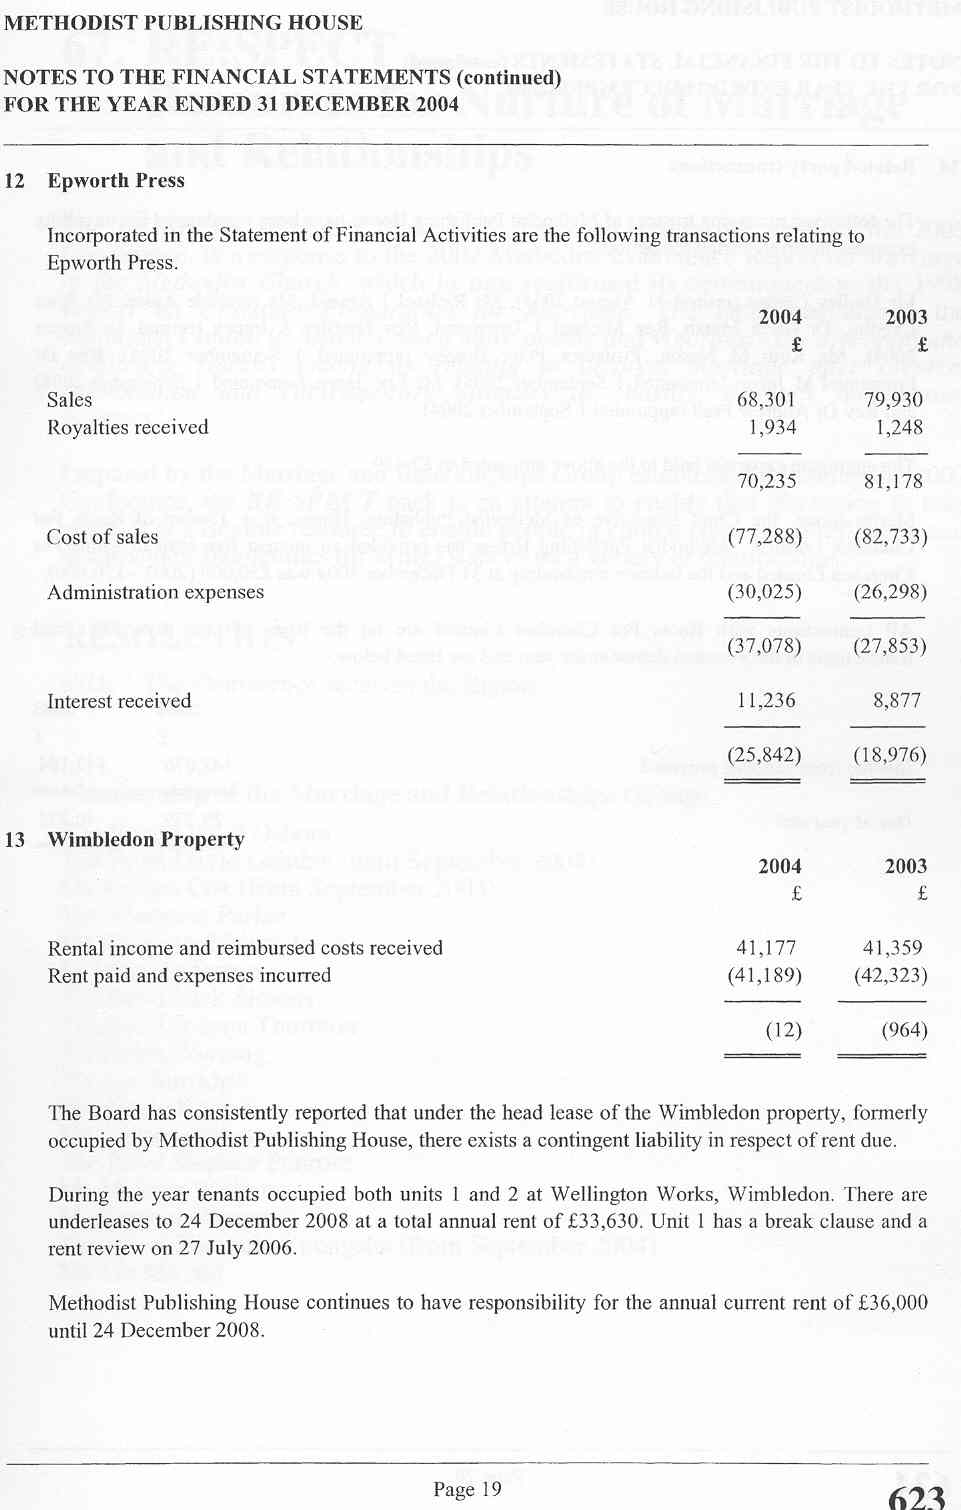 METHODIST PUBLISHING HOUSE
NOTES TO THE FINANCIAL STATEMENTS (continued)
FOR THE YEAR ENDED 31 DECEMBER 2004
12 Epworth Press
Incorporated in the Statement of Financial Activities are the following transactions relating to
Epworth Press.
2004 2003
£ £
Sales 68,301 79,930
Royalties received 1,934 1,248
70,235 81,178
Cost of sales (77,288) (82,733)
Administration expenses (30,025) (26,298)
(37,078) (27,853)
Interest received 11,236 8,877
(25,842) (18,976)
13 Wimbledon Property
2004 2003
£ £
Rental income and reimbursed costs received 41,177 41,359
Rent paid and expenses incurred (41,189) (42,323)
(12) (964)
The Board has consistently reported that under the head lease of the Wimbledon property, formerly
occupied by Methodist Publishing House, there exists a contingent liability in respect of rent due.
During the year tenants occupied both units 1 and 2 at Wellington Works, Wimbledon. There are
underleases to 24 December 2008 at a total annual rent of £33,630. Unit 1 has a break clause and a
rent review on 27 July 2006.
Methodist Publishing House continues to have responsibility for the annual current rent of £36,000
until 24 December 2008.
Page 19
623